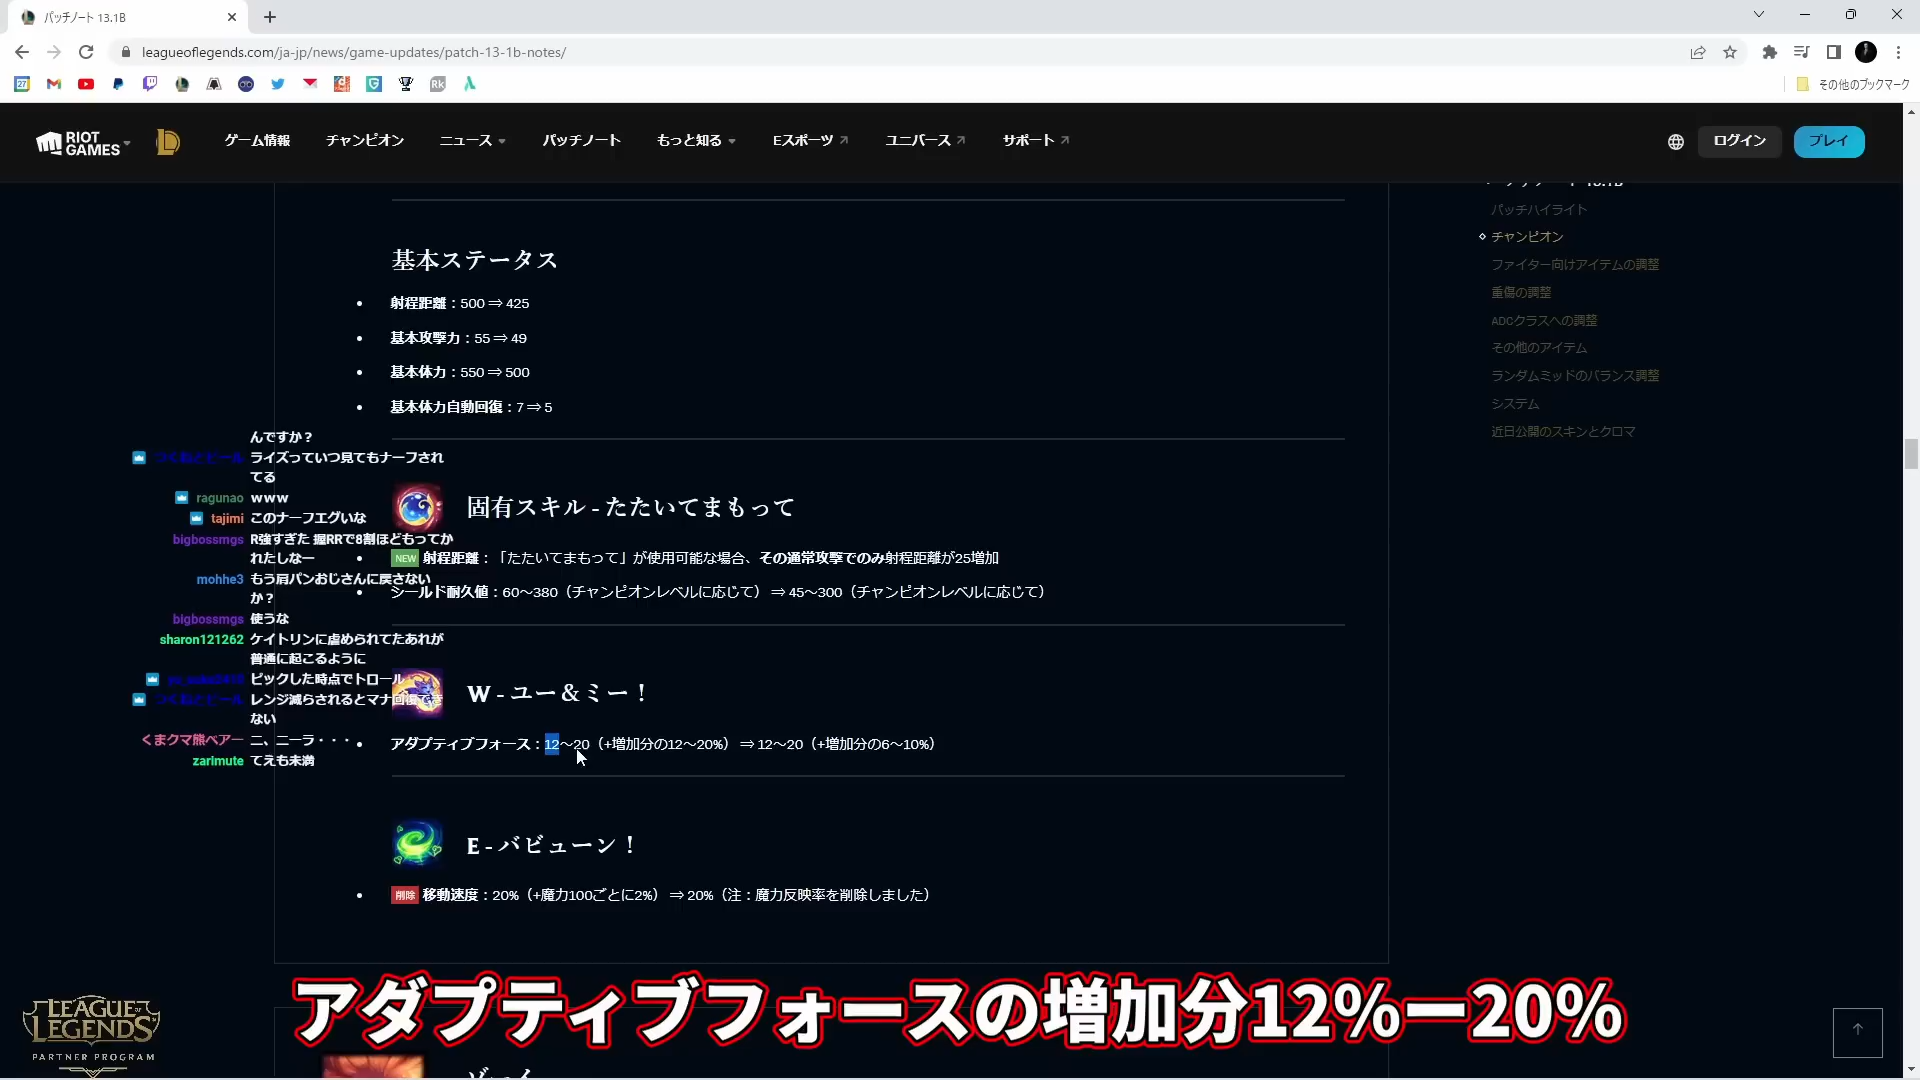 パッチノート 13.1B
leagueoflegends.com/ja-jp/news/game-updates/patch-13-1b-notes/
27
Rk
その他のブックマーク
RIOT GAMES
ゲーム情報
チャンピオン
ニュース
パッチノート
もっと知る
Eスポーツ
ユニバース
サポート
ログイン
プレイ
パッチハイライト
チャンピオン
ファイター向けアイテムの調整
重傷の調整
ADCクラスへの調整
その他のアイテム
ランダムミッドのバランス調整
システム
近日公開のスキンとクロマ
基本ステータス
射程距離：500 ⇒ 425
基本攻撃力：55 ⇒ 49
基本体力：550 ⇒ 500
基本体力自動回復：7 ⇒ 5
固有スキル - たたいてまもって
NEW 射程距離：「たたいてまもって」が使用可能な場合、その通常攻撃でのみ射程距離が25増加
シールド耐久値：60～380（チャンピオンレベルに応じて） ⇒ 45～300（チャンピオンレベルに応じて）
W - ユー＆ミー！
アダプティブフォース：12～20（+増加分の12～20%） ⇒ 12～20（+増加分の6～10%）
E - バビューン！
削除 移動速度：20%（+魔力100ごとに2%） ⇒ 20%（注：魔力反映率を削除しました）
んですか？
つくねとビール ライズっていつ見てもナーフされ
てる
ragunao www
tajimi このナーフエグいな
bigbossmgs R強すぎた 握RRで8割ほどもってか
れたしなー
mohhe3 もう肩パンおじさんに戻さない
か？
bigbossmgs 使うな
sharon121262 ケイトリンに虐められてたあれが
普通に起こるように
ピックした時点でトロール
つくねとビール レンジ減らされるとマナ回復でき
ない
くまクマ熊ベアー 二、ニーラ・・・
zarimute てえも未満
アダプティブフォースの増加分12%ー20%
LEAGUE OF LEGENDS
PARTNER PROGRAM